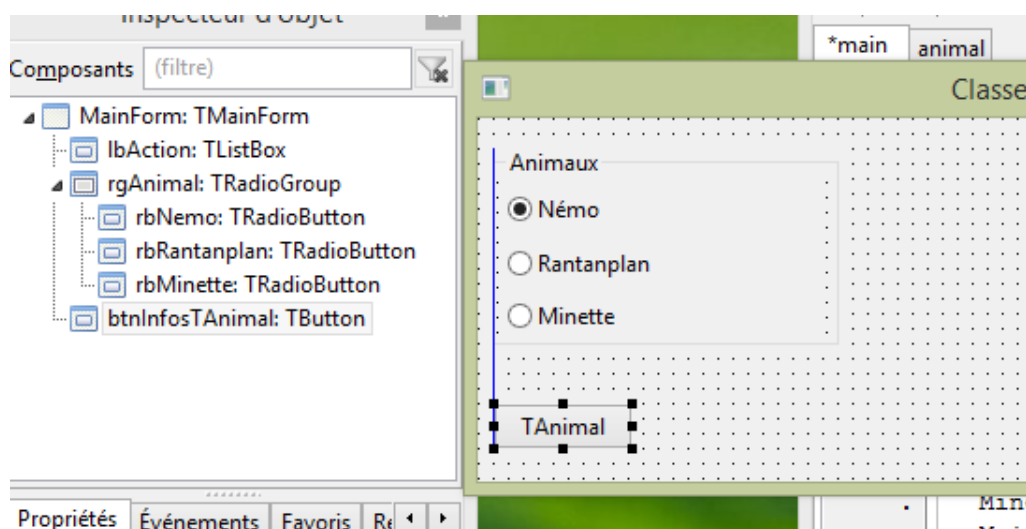 Inspecteur d'objet
Composants (filtre)
MainForm: TMainForm
lbAction: TListBox
rgAnimal: TRadioGroup
rbNemo: TRadioButton
rbRantanplan: TRadioButton
rbMinette: TRadioButton
btnInfosTAnimal: TButton
Propriétés Événements Favoris Re
*main animal
Classe
Animaux
Némo
Rantanplan
Minette
TAnimal